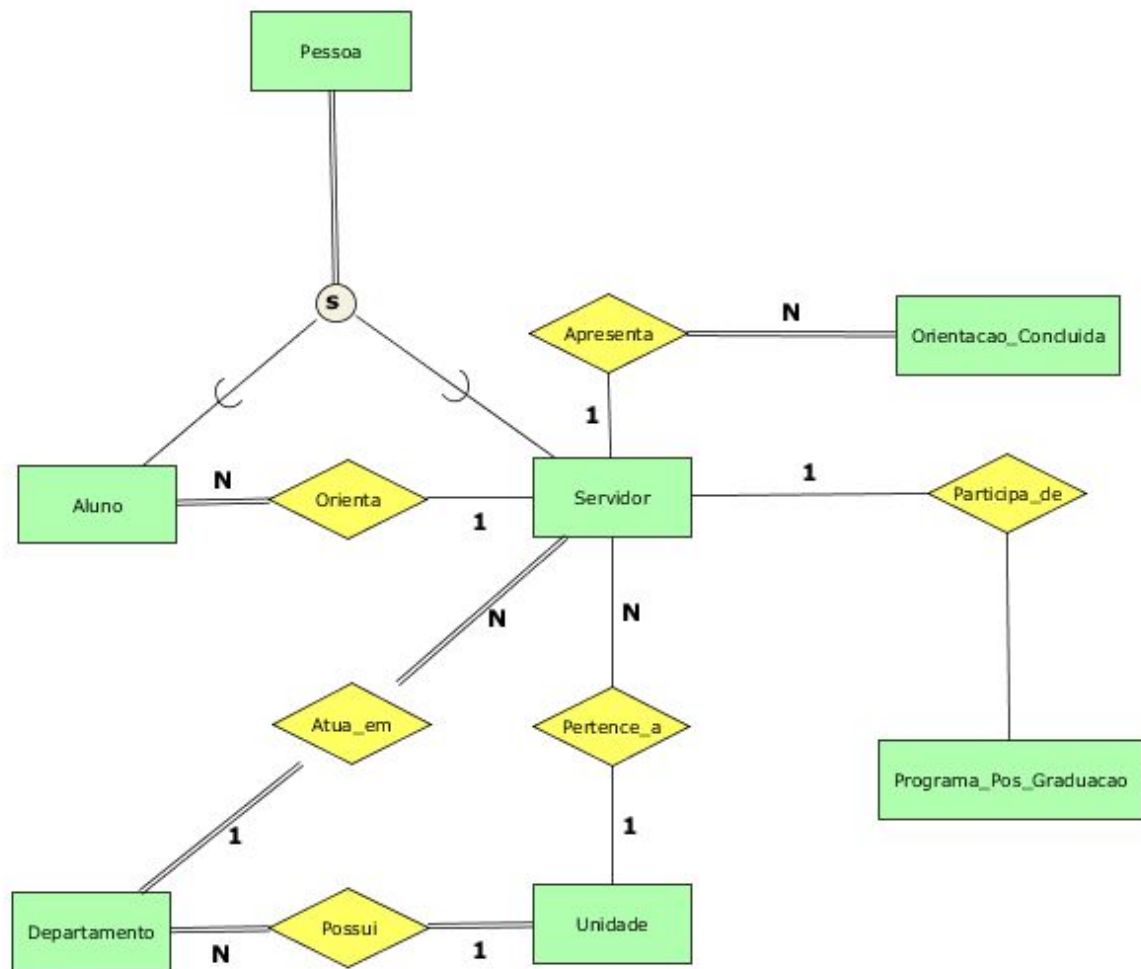 Pessoa
S
Apresenta
N
Orientacao_Concluida
1
Aluno
N
Orienta
1
Servidor
1
Participa_de
N
N
Atua_em
Pertence_a
Programa_Pos_Graduacao
1
1
Departamento
N
Possui
1
Unidade